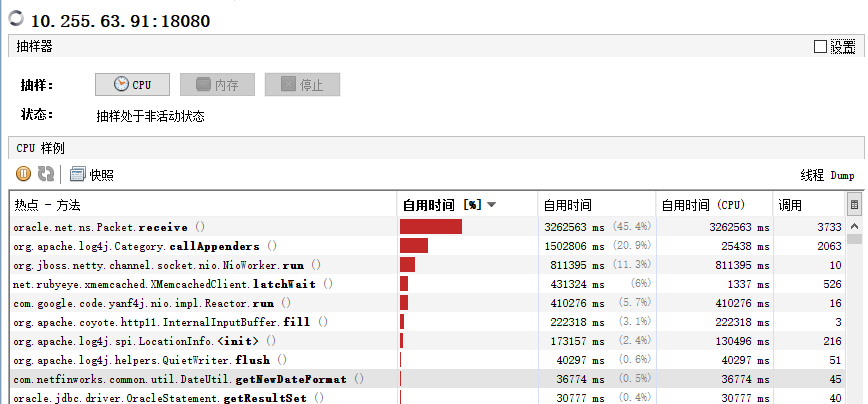 10.255.63.91:18080
抽样器 设置
抽样： CPU 内存 停止
状态： 抽样处于非活动状态
CPU 样例
快照 线程 Dump
热点 - 方法 自用时间 [%] 自用时间 自用时间 (CPU) 调用
oracle.net.ns.Packet.receive () 3262563 ms (45.4%) 3262563 ms 3733
org.apache.log4j.Category.callAppenders () 1502806 ms (20.9%) 25438 ms 2063
org.jboss.netty.channel.socket.nio.NioWorker.run () 811395 ms (11.3%) 811395 ms 10
net.rubyeye.xmemcached.XMemcachedClient.latchWait () 431324 ms (6%) 1337 ms 526
com.google.code.yanf4j.nio.impl.Reactor.run () 410276 ms (5.7%) 410276 ms 16
org.apache.coyote.http11.InternalInputBuffer.fill () 222318 ms (3.1%) 222318 ms 3
org.apache.log4j.spi.LocationInfo.<init> () 173157 ms (2.4%) 130496 ms 216
org.apache.log4j.helpers.QuietWriter.flush () 40297 ms (0.6%) 40297 ms 51
com.netfinworks.common.util.DateUtil.getNewDateFormat () 36774 ms (0.5%) 36774 ms 45
oracle.jdbc.driver.OracleStatement.getResultSet () 30777 ms (0.4%) 30777 ms 40